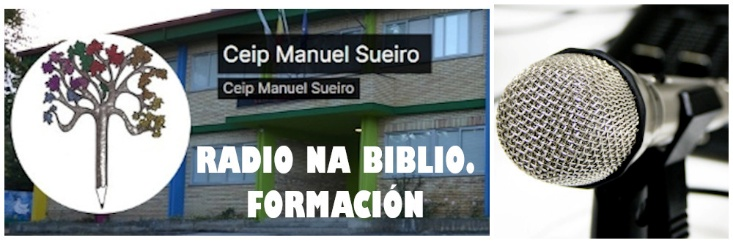 Ceip Manuel Sueiro
Ceip Manuel Sueiro
RADIO NA BIBLIO.
FORMACIÓN